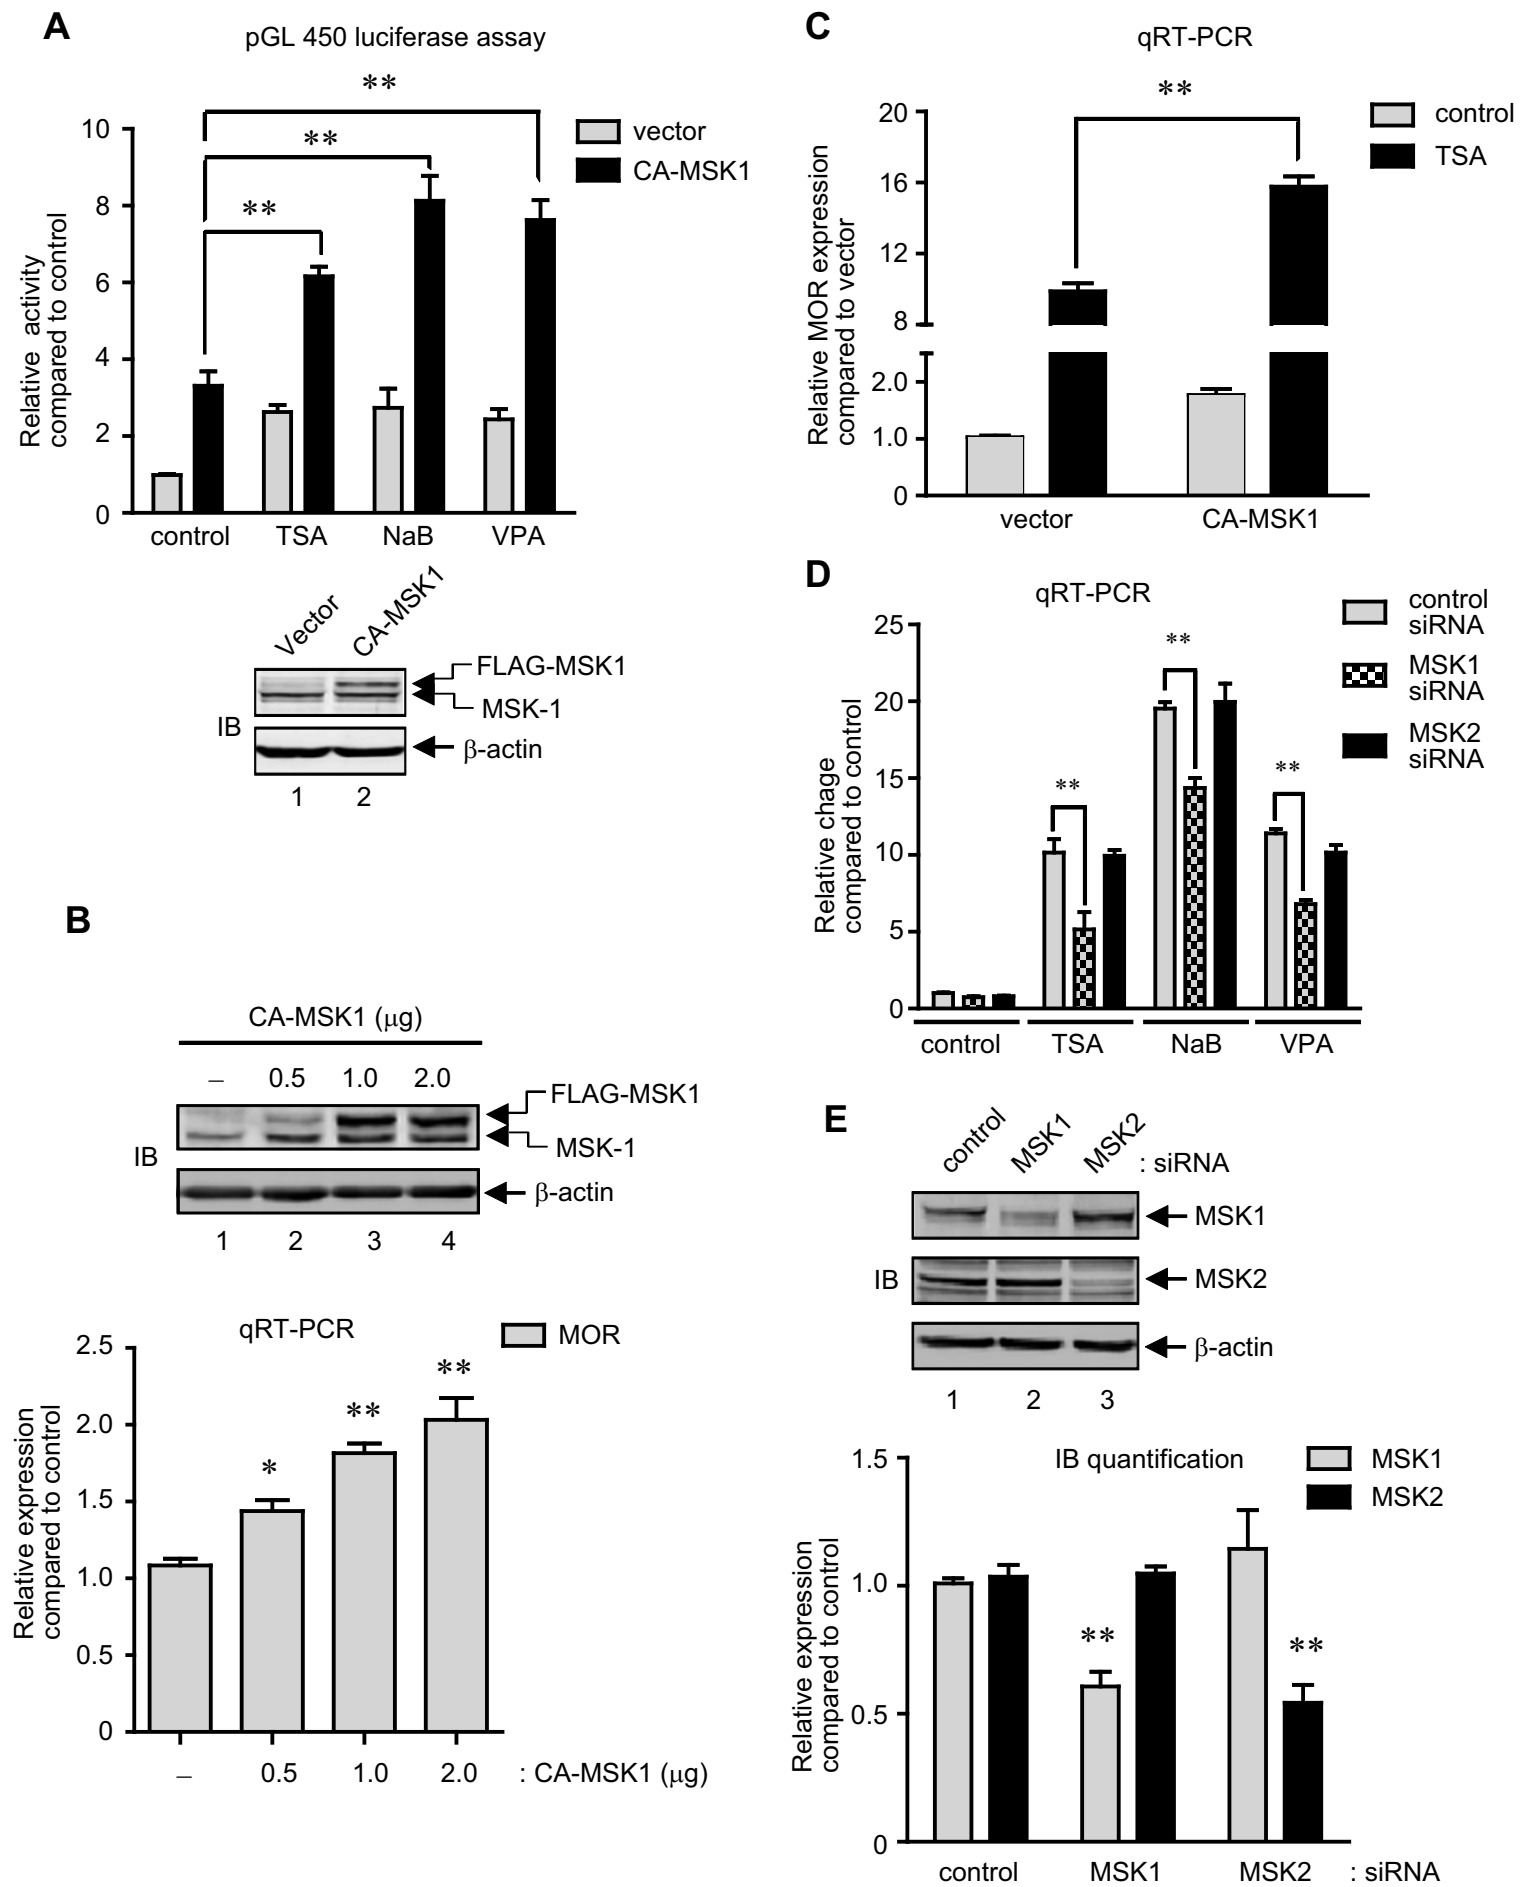 A
pGL 450 luciferase assay
**
**
**
10
8
6
4
2
0
Relative activity
compared to control
vector
CA-MSK1
control TSA NaB VPA
Vector CA-MSK1
FLAG-MSK1
MSK-1
IB
β-actin
1 2
B
CA-MSK1 (μg)
– 0.5 1.0 2.0
FLAG-MSK1
MSK-1
IB
β-actin
1 2 3 4
qRT-PCR
MOR
2.5
2.0
1.5
1.0
0.5
0
Relative expression
compared to control
*
**
**
– 0.5 1.0 2.0 : CA-MSK1 (μg)
C
qRT-PCR
**
control
TSA
20
16
12
8
2.0
1.0
0
Relative MOR expression
compared to vector
vector CA-MSK1
D
qRT-PCR
control
siRNA
MSK1
siRNA
MSK2
siRNA
25
20
15
10
5
0
Relative chage
compared to control
**
**
**
control TSA NaB VPA
E
control MSK1 MSK2 : siRNA
MSK1
IB
MSK2
β-actin
1 2 3
IB quantification
MSK1
MSK2
1.5
1.0
0.5
0
Relative expression
compared to control
**
**
control MSK1 MSK2 : siRNA